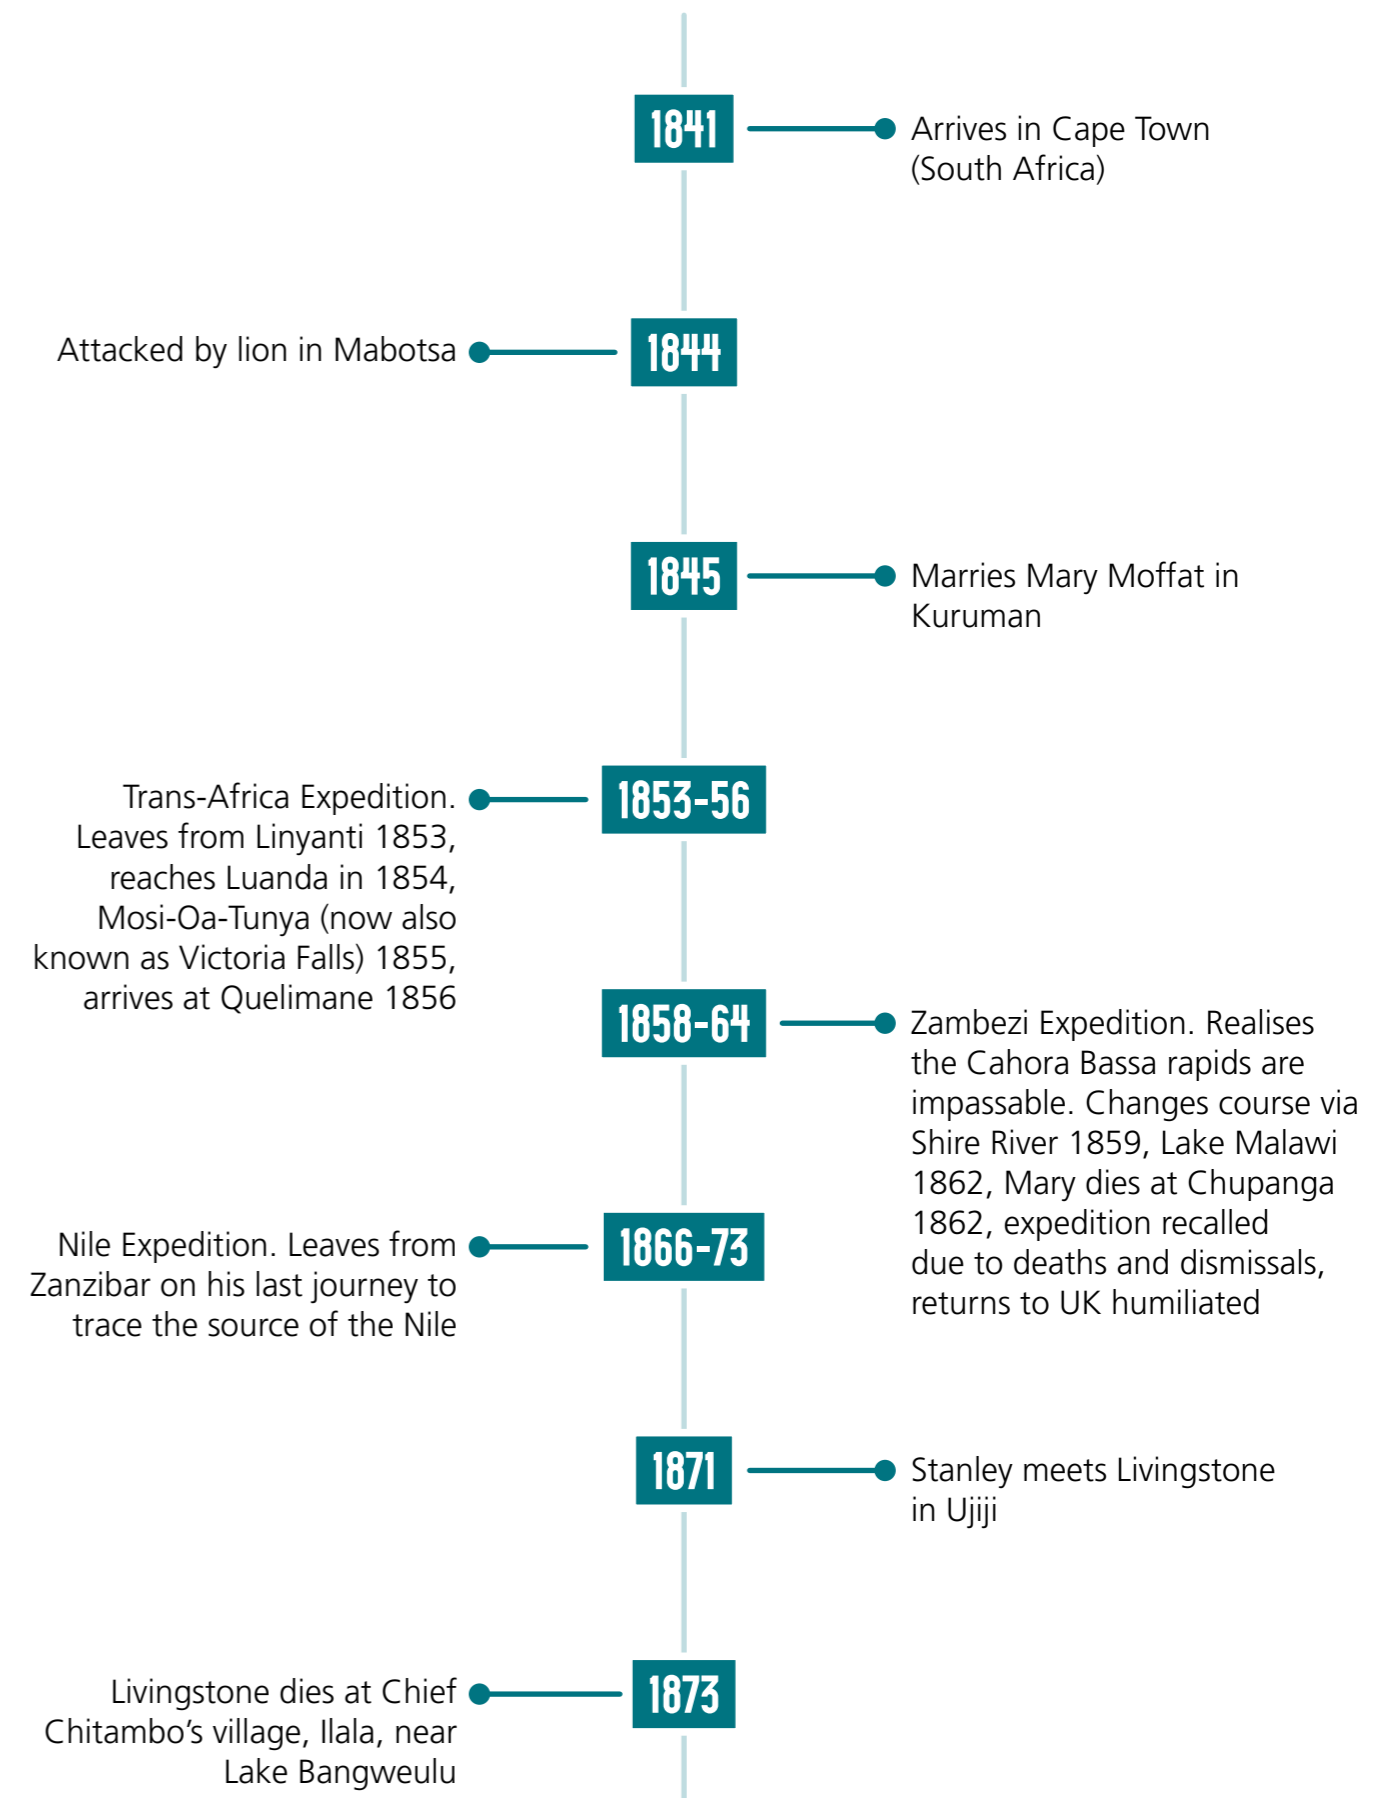 1841
Arrives in Cape Town
(South Africa)
Attacked by lion in Mabotsa
1844
1845
Marries Mary Moffat in
Kuruman
1853-56
Trans-Africa Expedition.
Leaves from Linyanti 1853,
reaches Luanda in 1854,
Mosi-Oa-Tunya (now also
known as Victoria Falls) 1855,
arrives at Quelimane 1856
1858-64
Zambezi Expedition. Realises
the Cahora Bassa rapids are
impassable. Changes course via
Shire River 1859, Lake Malawi
1862, Mary dies at Chupanga
1862, expedition recalled
due to deaths and dismissals,
returns to UK humiliated
1866-73
Nile Expedition. Leaves from
Zanzibar on his last journey to
trace the source of the Nile
1871
Stanley meets Livingstone
in Ujiji
1873
Livingstone dies at Chief
Chitambo’s village, Ilala, near
Lake Bangweulu